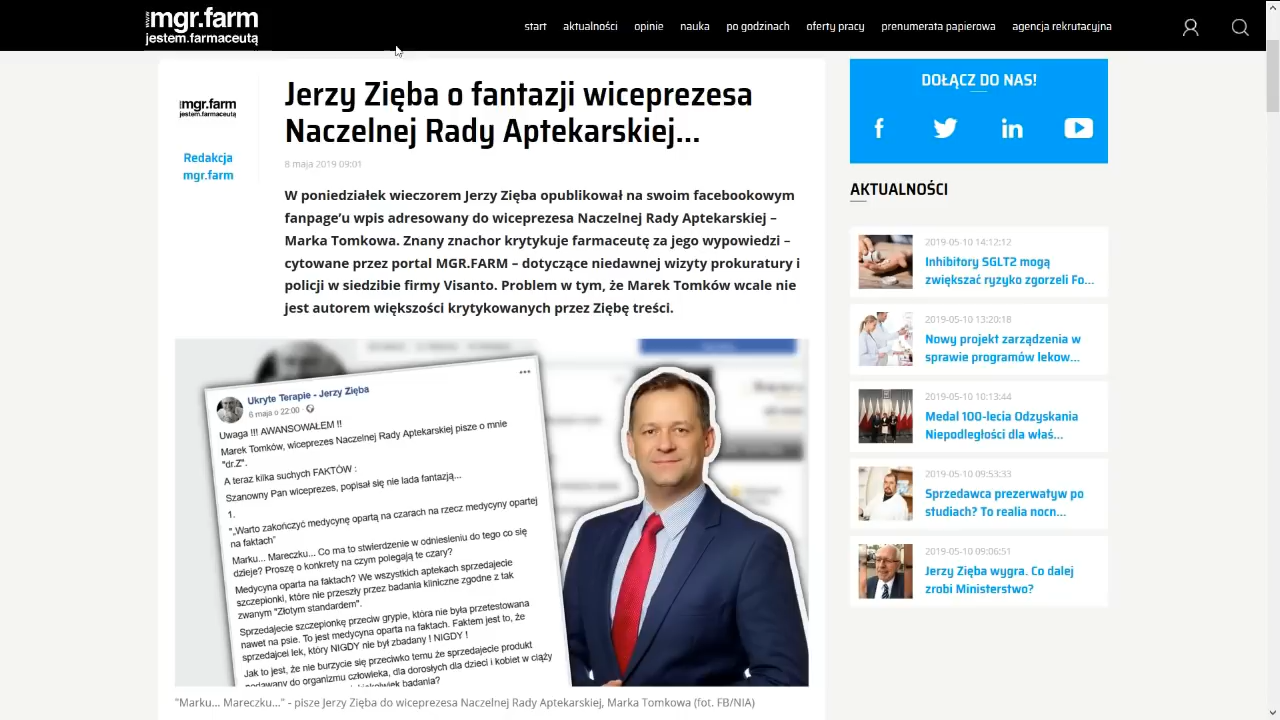 www.
mgr.farm
jestem.farmaceutą
start aktualności opinie nauka po godzinach oferty pracy prenumerata papierowa agencja rekrutacyjna
mgr.farm
jestem.farmaceutą
Redakcja
mgr.farm
Jerzy Zięba o fantazji wiceprezesa
Naczelnej Rady Aptekarskiej...
8 maja 2019 09:01
W poniedziałek wieczorem Jerzy Zięba opublikował na swoim facebookowym
fanpage'u wpis adresowany do wiceprezesa Naczelnej Rady Aptekarskiej –
Marka Tomkowa. Znany znachor krytykuje farmaceutę za jego wypowiedzi –
cytowane przez portal MGR.FARM – dotyczące niedawnej wizyty prokuratury i
policji w siedzibie firmy Visanto. Problem w tym, że Marek Tomków wcale nie
jest autorem większości krytykowanych przez Ziębę treści.
Ukryte Terapie - Jerzy Zięba
6 maja o 22:00
Uwaga !!! AWANSOWAŁEM !!
Marek Tomków, wiceprezes Naczelnej Rady Aptekarskiej pisze o mnie
"dr.Z".
A teraz kilka suchych FAKTÓW :
Szanowny Pan wiceprezes, popisał się nie lada fantazją...
1.
"„Warto zakończyć medycynę opartą na czarach na rzecz medycyny opartej
na faktach”
Marku... Mareczku... Co ma to stwierdzenie w odniesieniu do tego co się
dzieje? Proszę o konkrety na czym polegają te czary?
Medycyna oparta na faktach? We wszystkich aptekach sprzedajecie
szczepionki, które nie przeszły przez badania kliniczne zgodne z tak
zwanym "Złotym standardem".
Sprzedajecie szczepionkę przeciw grypie, która nie była przetestowana
nawet na psie. To jest medycyna oparta na faktach. Faktem jest to, że
sprzedajcei lek, który NIGDY nie był zbadany ! NIGDY !
Jak to jest, że nie burzycie się przeciwko temu że sprzedajecie produkt
podawany do organizmu człowieka, dla dorosłych dla dzieci i kobiet w ciąży
badania?
"Marku... Mareczku..." - pisze Jerzy Zięba do wiceprezesa Naczelnej Rady Aptekarskiej, Marka Tomkowa (fot. FB/NIA)
DOŁĄCZ DO NAS!
AKTUALNOŚCI
2019-05-10 14:12:12
Inhibitory SGLT2 mogą
zwiększać ryzyko zgorzeli Fo...
2019-05-10 13:20:18
Nowy projekt zarządzenia w
sprawie programów lekow...
2019-05-10 10:13:44
Medal 100-lecia Odzyskania
Niepodległości dla właś...
2019-05-10 09:53:33
Sprzedawca prezerwatyw po
studiach? To realia nocn...
2019-05-10 09:06:51
Jerzy Zięba wygra. Co dalej
zrobi Ministerstwo?